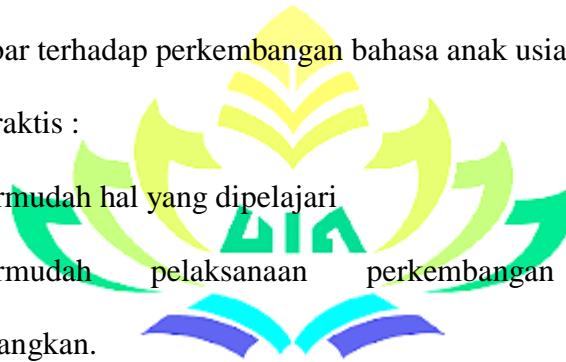 bar terhadap perkembangan bahasa anak usia
raktis :
rmudah hal yang dipelajari
rmudah pelaksanaan perkembangan
angkan.